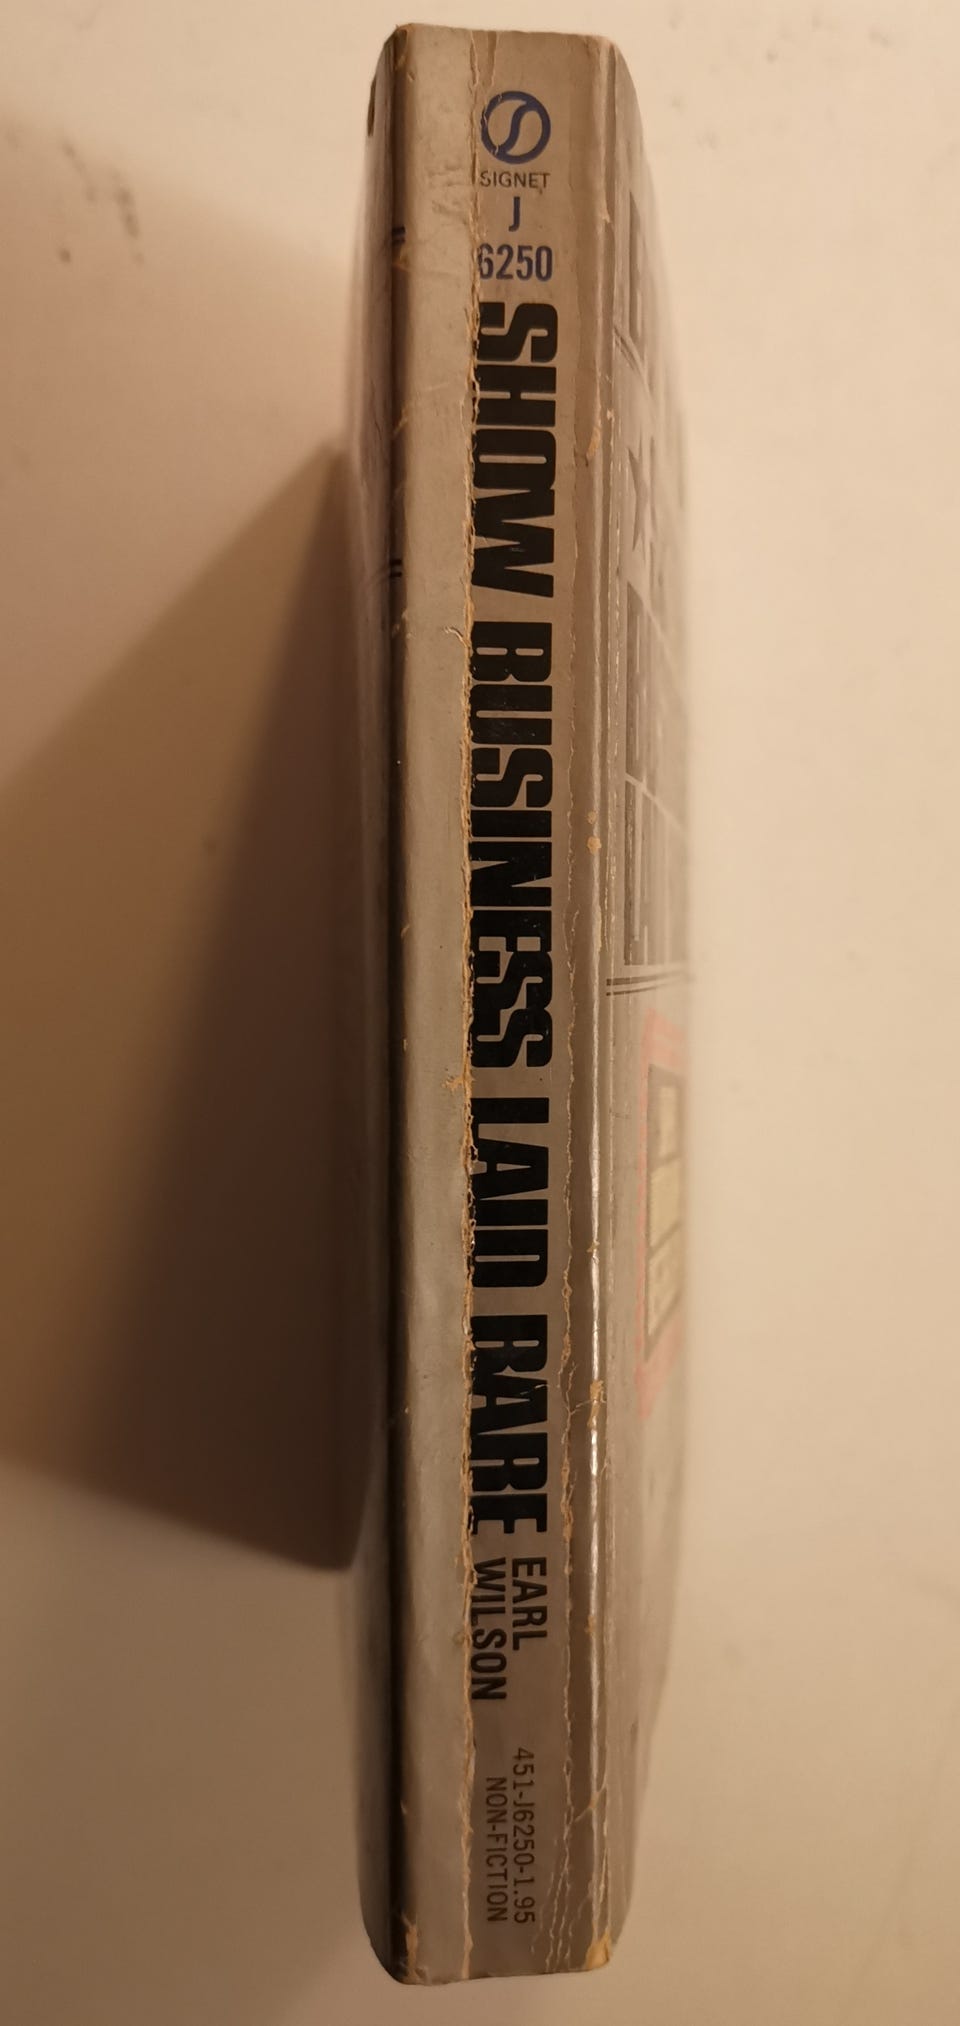 SIGNET
J
6250
SHOW BUSINESS LAID BARE
EARL
WILSON
451-J6250-1.95
NON-FICTION